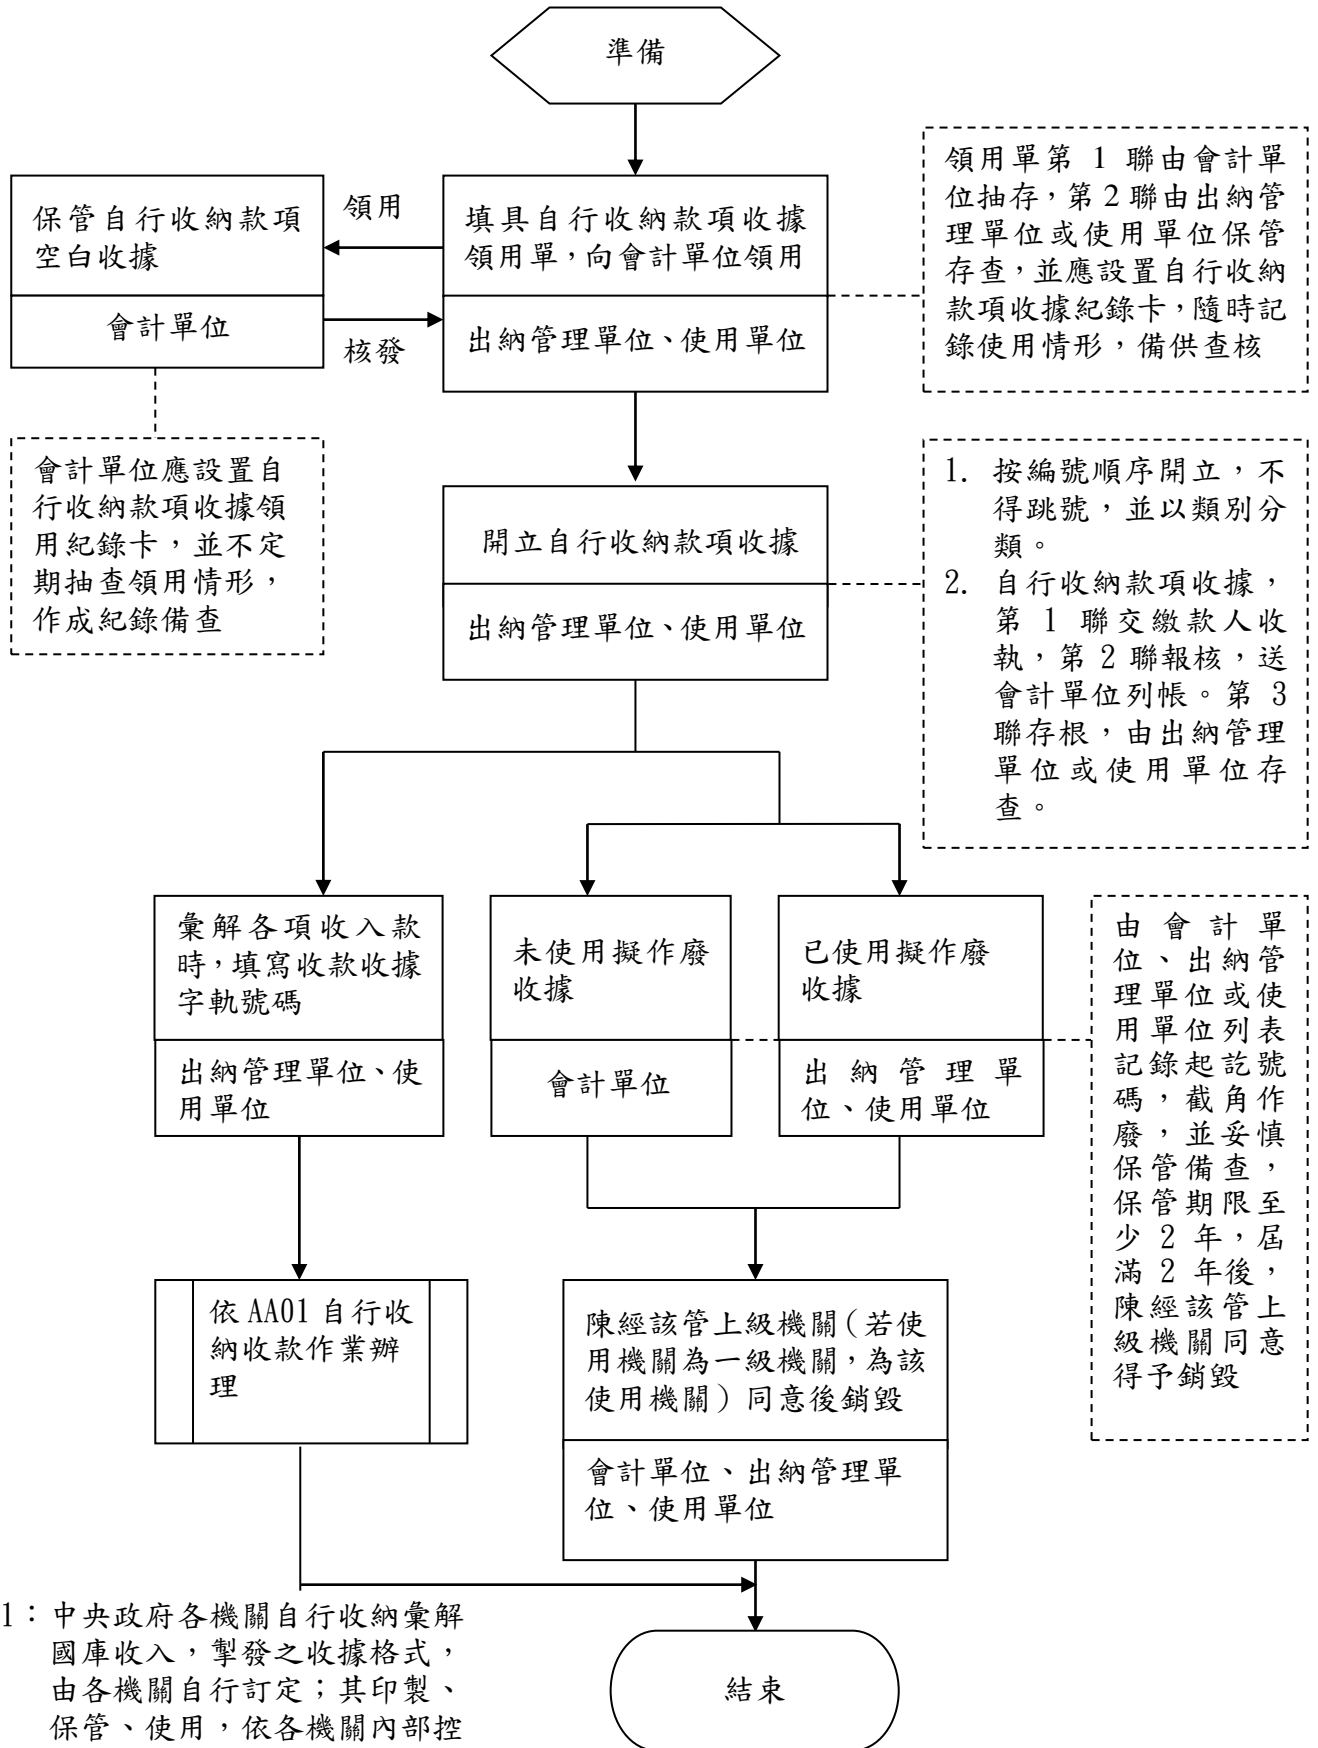 準備
保管自行收納款項
空白收據
會計單位
領用
核發
填具自行收納款項收據
領用單，向會計單位領用
出納管理單位、使用單位
領用單第 1 聯由會計單
位抽存，第 2 聯由出納管
理單位或使用單位保管
存查，並應設置自行收納
款項收據紀錄卡，隨時記
錄使用情形，備供查核
會計單位應設置自
行收納款項收據領
用紀錄卡，並不定
期抽查領用情形，
作成紀錄備查
開立自行收納款項收據
出納管理單位、使用單位
1. 按編號順序開立，不
得跳號，並以類別分
類。
2. 自行收納款項收據，
第 1 聯交繳款人收
執，第 2 聯報核，送
會計單位列帳。第 3
聯存根，由出納管理
單位或使用單位存
查。
彙解各項收入款
時，填寫收款收據
字軌號碼
出納管理單位、使
用單位
未使用擬作廢
收據
會計單位
已使用擬作廢
收據
出納管理單
位、使用單位
由會計單
位、出納管
理單位或使
用單位列表
記錄起訖號
碼，截角作
廢，並妥慎
保管備查，
保管期限至
少 2 年，屆
滿 2 年後，
陳經該管上
級機關同意
得予銷毀
依 AA01 自行收
納收款作業辦
理
陳經該管上級機關（若使
用機關為一級機關，為該
使用機關）同意後銷毀
會計單位、出納管理單
位、使用單位
1：中央政府各機關自行收納彙解
國庫收入，掣發之收據格式，
由各機關自行訂定；其印製、
保管、使用，依各機關內部控
結束